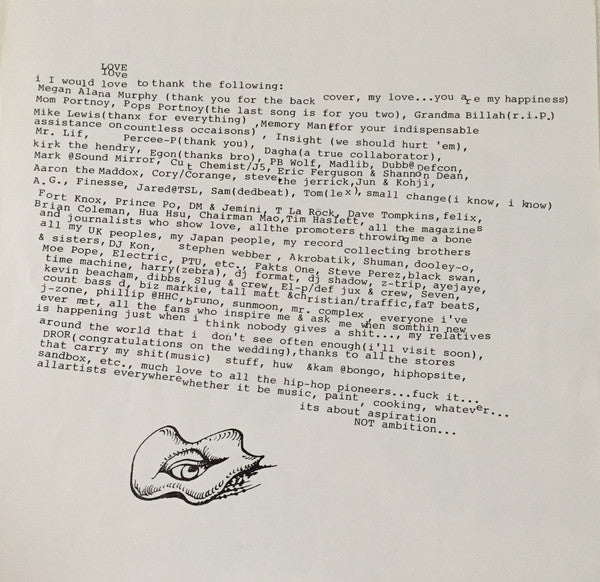 LOVE
love
i I would love to thank the following:
Megan Alana Murphy (thank you for the back cover, my love...you are my happiness)
Mom Portnoy, Pops Portnoy(the last song is for you two), Grandma Billah(r.i.p.)
Mike Lewis(thanx for everything) ,Memory Man(for your indispensable
assistance on countless occaisons) , Insight (we should hurt 'em),
Mr. Lif, Percee-P(thank you), Dagha(a true collaborator),
kirk the hendry, Egon(thanks bro), PB Wolf, Madlib, Dubb@ Defcon,
Mark @Sound Mirror, Cut Chemist/J5, Eric Ferguson & Shannon Dean,
Aaron the Maddox, Cory/Corange, steve the jerrick,Jun & Kohji,
A.G., Finesse, Jared@TSL, Sam(dedbeat), Tom(lex), small change(i know, i know)
Fort Knox, Prince Po, DM & Jemini, T La Rock, Dave Tompkins,felix,
Brian Coleman, Hua Hsu, Chairman Mao,Tim Haslett, all the magazines
and journalists who show love, all the promoters throwing me a bone
all my UK peoples, my Japan people, my record collecting brothers
& sisters,DJ Kon, stephen webber , Akrobatik, Shuman, dooley-o,
Moe Pope, Electric, PTU, etc., Fakts One, Steve Perez,black swan,
time machine, harry(zebra), dj format, dj shadow, z-trip, ayejaye,
kevin beacham, dibbs, Slug & crew, El-p/def jux & crew, Seven,
count bass d, biz markie, tall matt &christian/traffic,faT beatS,
j-zone, phillip @HHC,bruno, sunmoon, mr. complex, everyone i've
ever met, all the fans who inspire me & ask me when somthin new
is happening just when i think nobody gives a shit..., my relatives
around the world that i don't see often enough(i'll visit soon),
DROR(congratulations on the wedding),thanks to all the stores
that carry my shit(music) stuff, huw &kam @bongo, hiphopsite,
sandbox, etc., much love to all the hip-hop pioneers...fuck it...
allartists everywhere whether it be music, paint, cooking, whatever...
its about aspiration
NOT ambition...